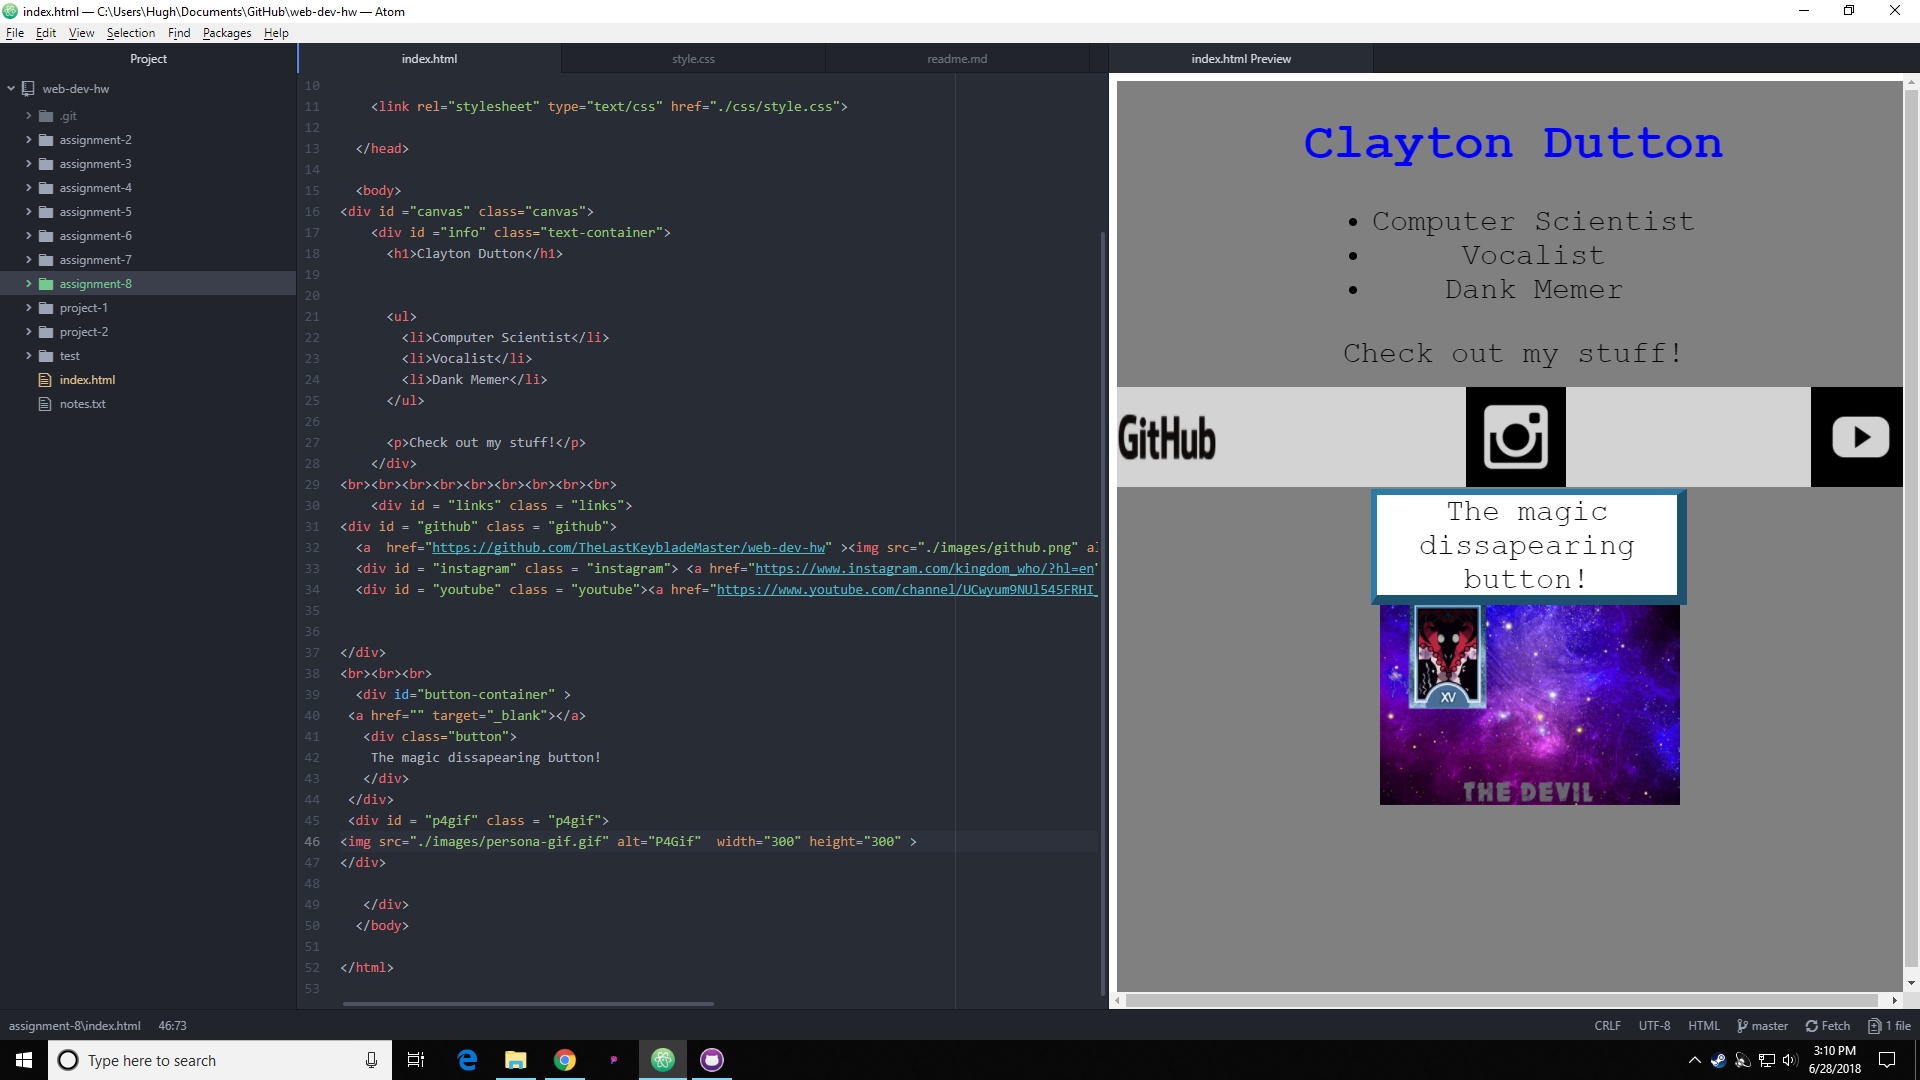 index.html — C:\Users\Hugh\Documents\GitHub\web-dev-hw — Atom
File Edit View Selection Find Packages Help
Project
web-dev-hw
.git
assignment-2
assignment-3
assignment-4
assignment-5
assignment-6
assignment-7
assignment-8
project-1
project-2
test
index.html
notes.txt
index.html style.css readme.md
10
11 <link rel="stylesheet" type="text/css" href="./css/style.css">
12
13 </head>
14
15 <body>
16 <div id ="canvas" class="canvas">
17 <div id ="info" class="text-container">
18 <h1>Clayton Dutton</h1>
19
20
21 <ul>
22 <li>Computer Scientist</li>
23 <li>Vocalist</li>
24 <li>Dank Memer</li>
25 </ul>
26
27 <p>Check out my stuff!</p>
28 </div>
29 <br><br><br><br><br><br><br><br><br>
30 <div id = "links" class = "links">
31 <div id = "github" class = "github">
32 <a  href="https://github.com/TheLastKeybladeMaster/web-dev-hw" ><img src="./images/github.png" al
33 <div id = "instagram" class = "instagram"> <a href="https://www.instagram.com/kingdom_who/?hl=en"
34 <div id = "youtube" class = "youtube"><a href="https://www.youtube.com/channel/UCwyum9NUl545FRHI_
35
36
37 </div>
38 <br><br><br>
39 <div id="button-container" >
40 <a href="" target="_blank"></a>
41 <div class="button">
42 The magic dissapearing button!
43 </div>
44 </div>
45 <div id = "p4gif" class = "p4gif">
46 <img src="./images/persona-gif.gif" alt="P4Gif"  width="300" height="300" >
47 </div>
48
49 </div>
50 </body>
51
52 </html>
53
index.html Preview
Clayton Dutton
• Computer Scientist
• Vocalist
• Dank Memer
Check out my stuff!
GitHub
The magic
dissapearing
button!
XV
THE DEVIL
assignment-8\index.html 46:73
CRLF UTF-8 HTML master Fetch 1 file
Type here to search
3:10 PM
6/28/2018